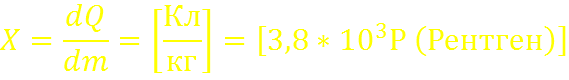 X = dQ/dm = [Кл/кг] = [3,8 * 10³Р (Рентген)]